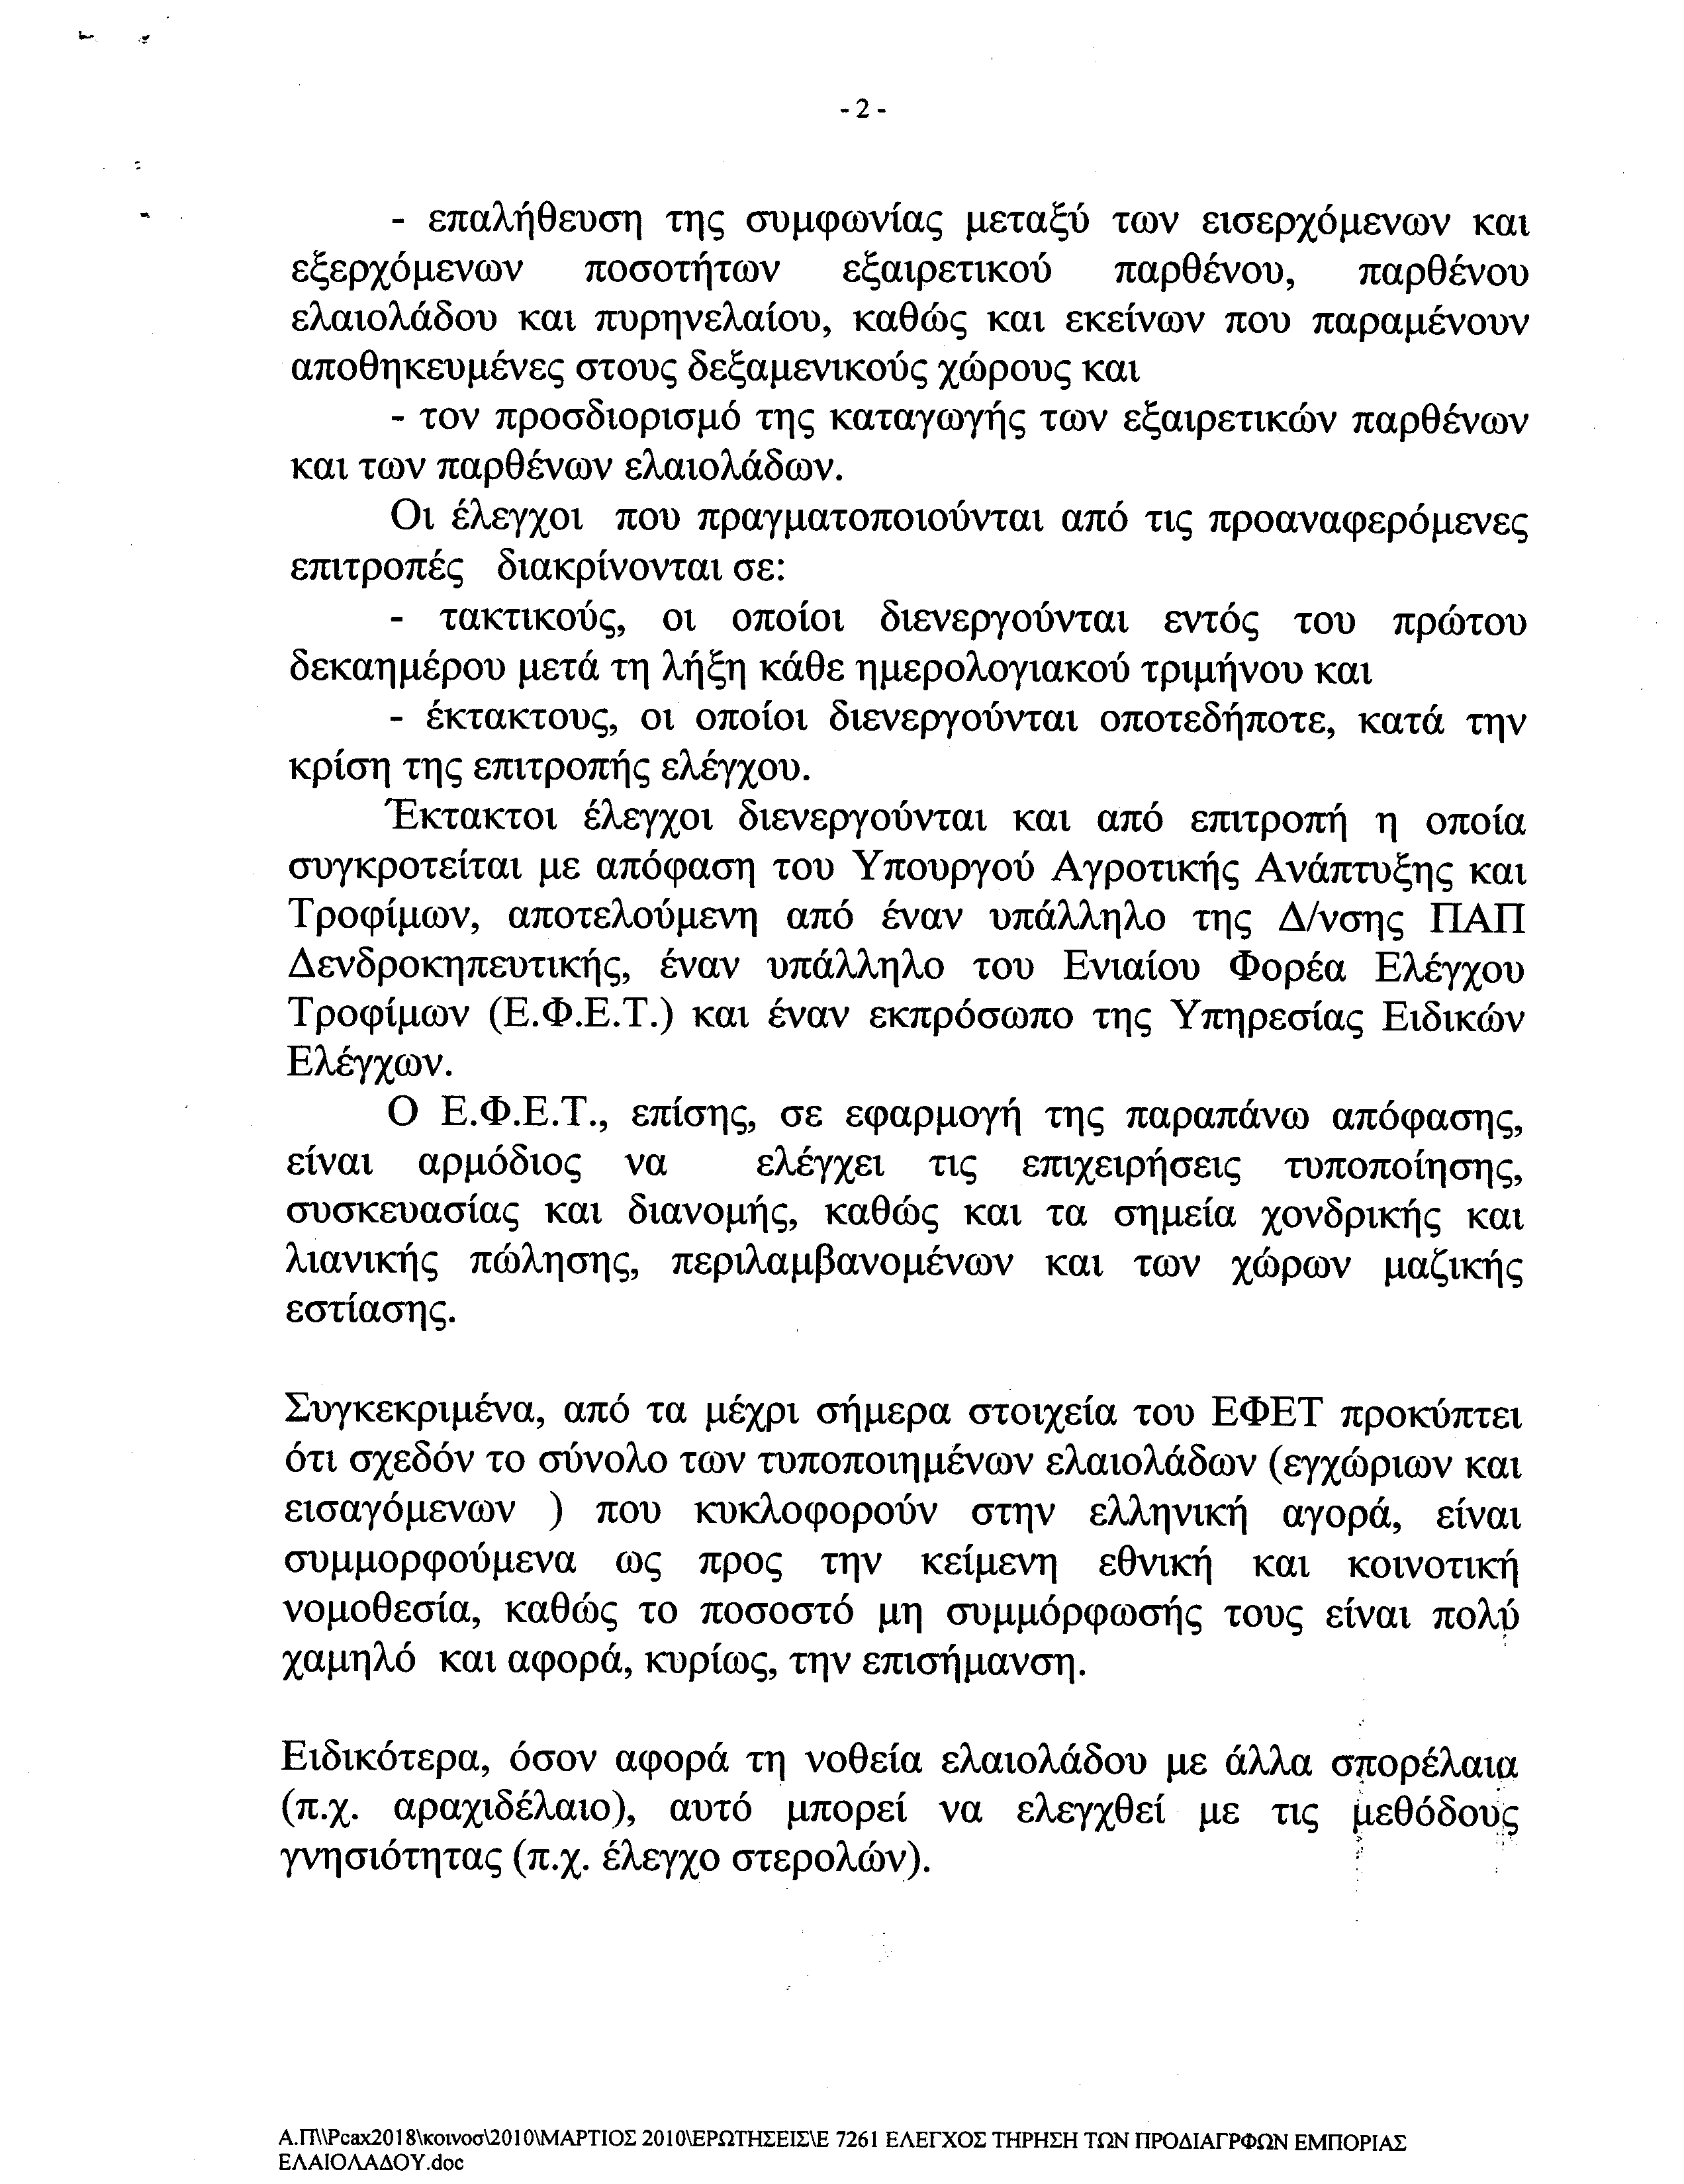 - 2 -
- επαλήθευση της συμφωνίας μεταξύ των εισερχόμενων και
εξερχόμενων ποσοτήτων εξαιρετικού παρθένου, παρθένου
ελαιολάδου και πυρηνελαίου, καθώς και εκείνων που παραμένουν
αποθηκευμένες στους δεξαμενικούς χώρους και
- τον προσδιορισμό της καταγωγής των εξαιρετικών παρθένων
και των παρθένων ελαιολάδων.
Οι έλεγχοι που πραγματοποιούνται από τις προαναφερόμενες
επιτροπές διακρίνονται σε:
- τακτικούς, οι οποίοι διενεργούνται εντός του πρώτου
δεκαημέρου μετά τη λήξη κάθε ημερολογιακού τριμήνου και
- έκτακτους, οι οποίοι διενεργούνται οποτεδήποτε, κατά την
κρίση της επιτροπής ελέγχου.
Έκτακτοι έλεγχοι διενεργούνται και από επιτροπή η οποία
συγκροτείται με απόφαση του Υπουργού Αγροτικής Ανάπτυξης και
Τροφίμων, αποτελούμενη από έναν υπάλληλο της Δ/νσης ΠΑΠ
Δενδροκηπευτικής, έναν υπάλληλο του Ενιαίου Φορέα Ελέγχου
Τροφίμων (Ε.Φ.Ε.Τ.) και έναν εκπρόσωπο της Υπηρεσίας Ειδικών
Ελέγχων.
Ο Ε.Φ.Ε.Τ., επίσης, σε εφαρμογή της παραπάνω απόφασης,
είναι αρμόδιος να ελέγχει τις επιχειρήσεις τυποποίησης,
συσκευασίας και διανομής, καθώς και τα σημεία χονδρικής και
λιανικής πώλησης, περιλαμβανομένων και των χώρων μαζικής
εστίασης.
Συγκεκριμένα, από τα μέχρι σήμερα στοιχεία του ΕΦΕΤ προκύπτει
ότι σχεδόν το σύνολο των τυποποιημένων ελαιολάδων (εγχώριων και
εισαγόμενων ) που κυκλοφορούν στην ελληνική αγορά, είναι
συμμορφούμενα ως προς την κείμενη εθνική και κοινοτική
νομοθεσία, καθώς το ποσοστό μη συμμόρφωσής τους είναι πολύ
χαμηλό και αφορά, κυρίως, την επισήμανση.
Ειδικότερα, όσον αφορά τη νοθεία ελαιολάδου με άλλα σπορέλαια
(π.χ. αραχιδέλαιο), αυτό μπορεί να ελεγχθεί με τις μεθόδους
γνησιότητας (π.χ. έλεγχο στερολών).
Α.Π\\Pcax2018\κοινοσ\2010\ΜΑΡΤΙΟΣ 2010\ΕΡΩΤΗΣΕΙΣ\Ε 7261 ΕΛΕΓΧΟΣ ΤΗΡΗΣΗ ΤΩΝ ΠΡΟΔΙΑΓΡΦΩΝ ΕΜΠΟΡΙΑΣ
ΕΛΑΙΟΛΑΔΟΥ.doc